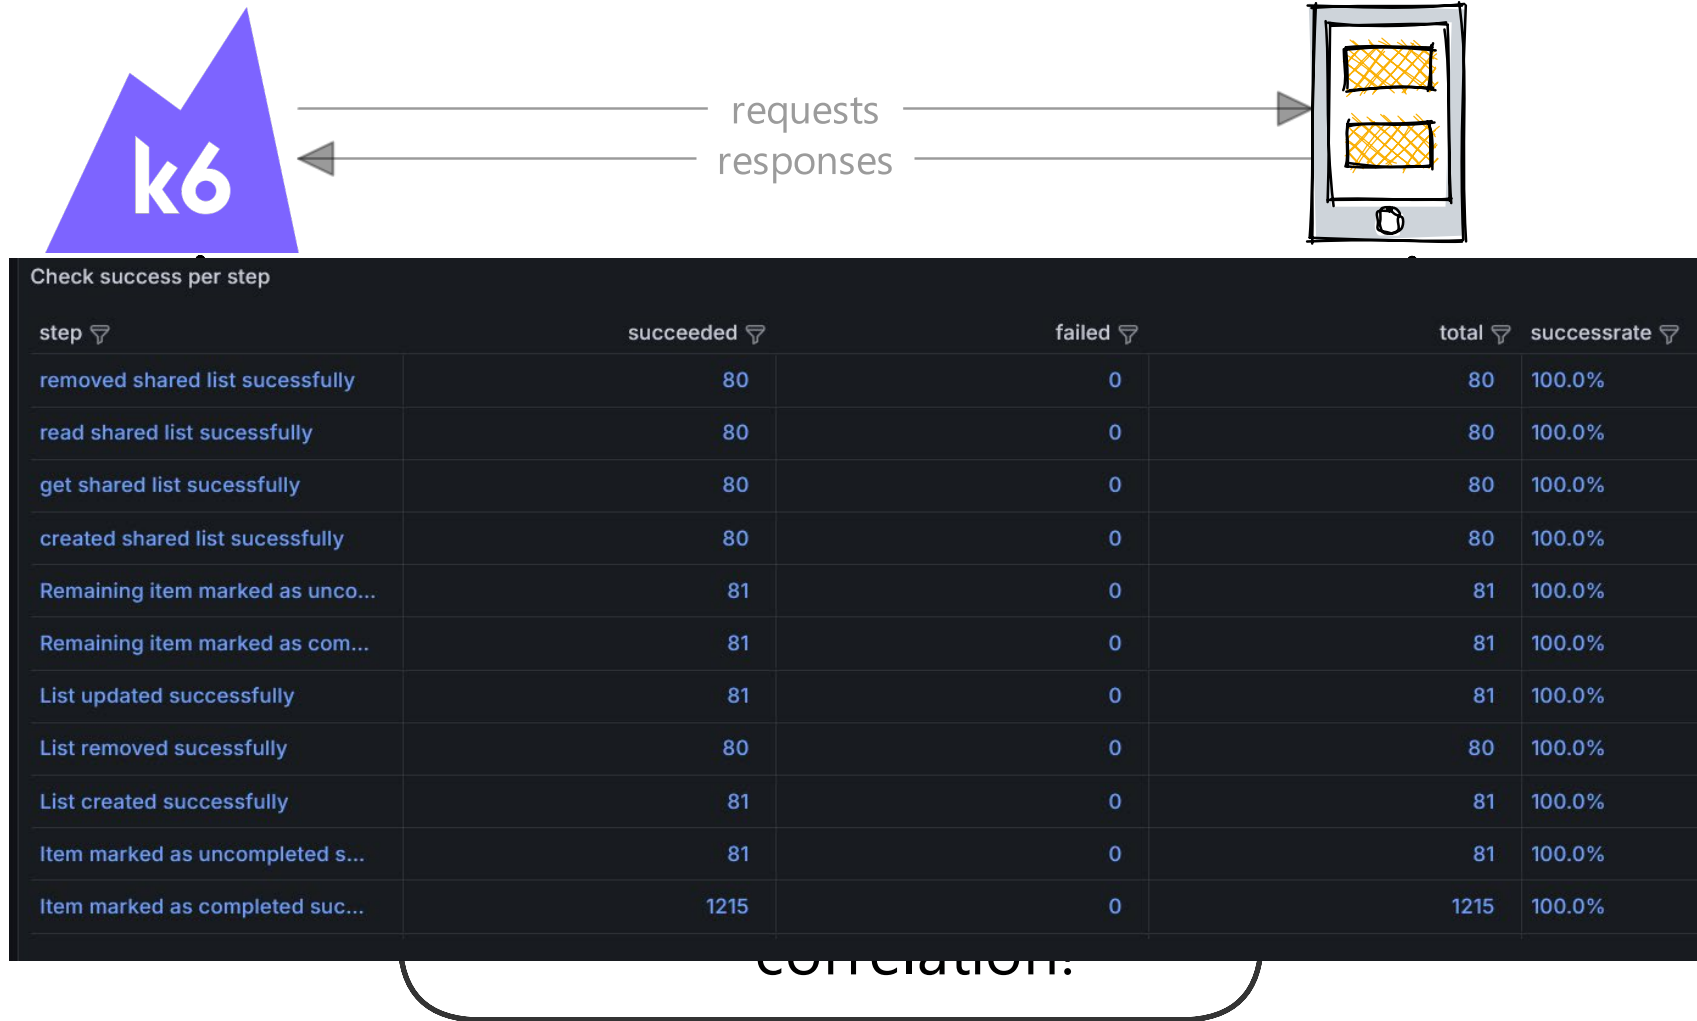 requests
responses
k6
Check success per step
step succeeded failed total successrate
removed shared list sucessfully 80 0 80 100.0%
read shared list sucessfully 80 0 80 100.0%
get shared list sucessfully 80 0 80 100.0%
created shared list sucessfully 80 0 80 100.0%
Remaining item marked as unco... 81 0 81 100.0%
Remaining item marked as com... 81 0 81 100.0%
List updated successfully 81 0 81 100.0%
List removed sucessfully 80 0 80 100.0%
List created successfully 81 0 81 100.0%
Item marked as uncompleted s... 81 0 81 100.0%
Item marked as completed suc... 1215 0 1215 100.0%
correlation?